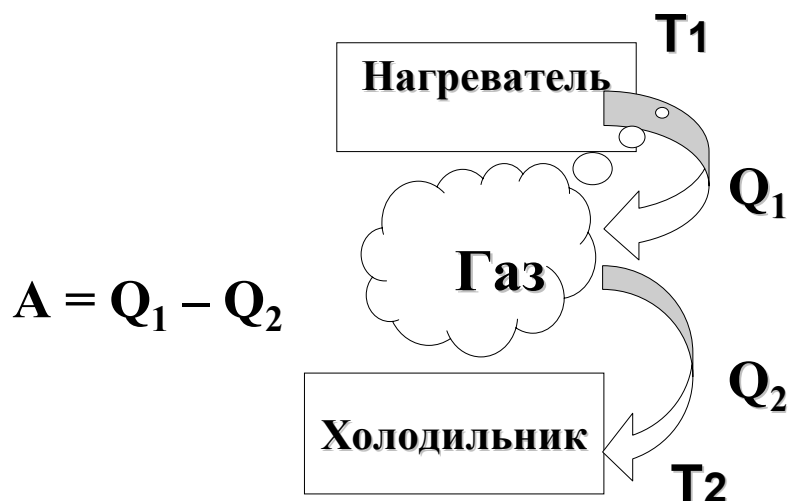 T1
Нагреватель
Q₁
Газ
A = Q₁ – Q₂
Q₂
Холодильник
T2